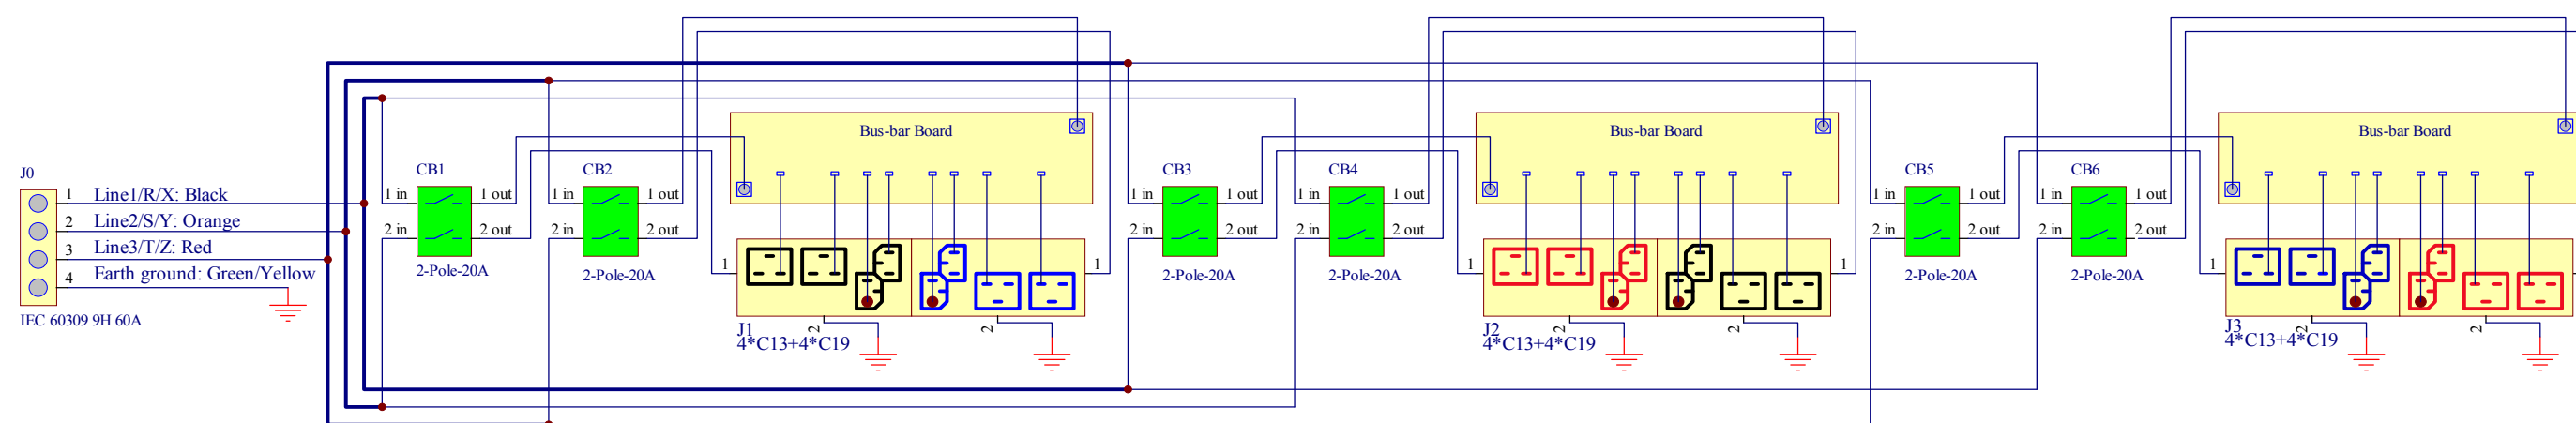 Bus-bar Board
Bus-bar Board
Bus-bar Board
J0
CB1
CB2
CB3
CB4
CB5
CB6
1
Line1/R/X: Black
2
Line2/S/Y: Orange
3
Line3/T/Z: Red
4
Earth ground: Green/Yellow
IEC 60309 9H 60A
1 in
1 out
1 in
1 out
1 in
1 out
1 in
1 out
1 in
1 out
1 in
1 out
2 in
2 out
2 in
2 out
2 in
2 out
2 in
2 out
2 in
2 out
2 in
2 out
2-Pole-20A
2-Pole-20A
2-Pole-20A
2-Pole-20A
2-Pole-20A
2-Pole-20A
1
1
1
1
1
J1
2
2
J2
2
2
J3
2
2
4*C13+4*C19
4*C13+4*C19
4*C13+4*C19